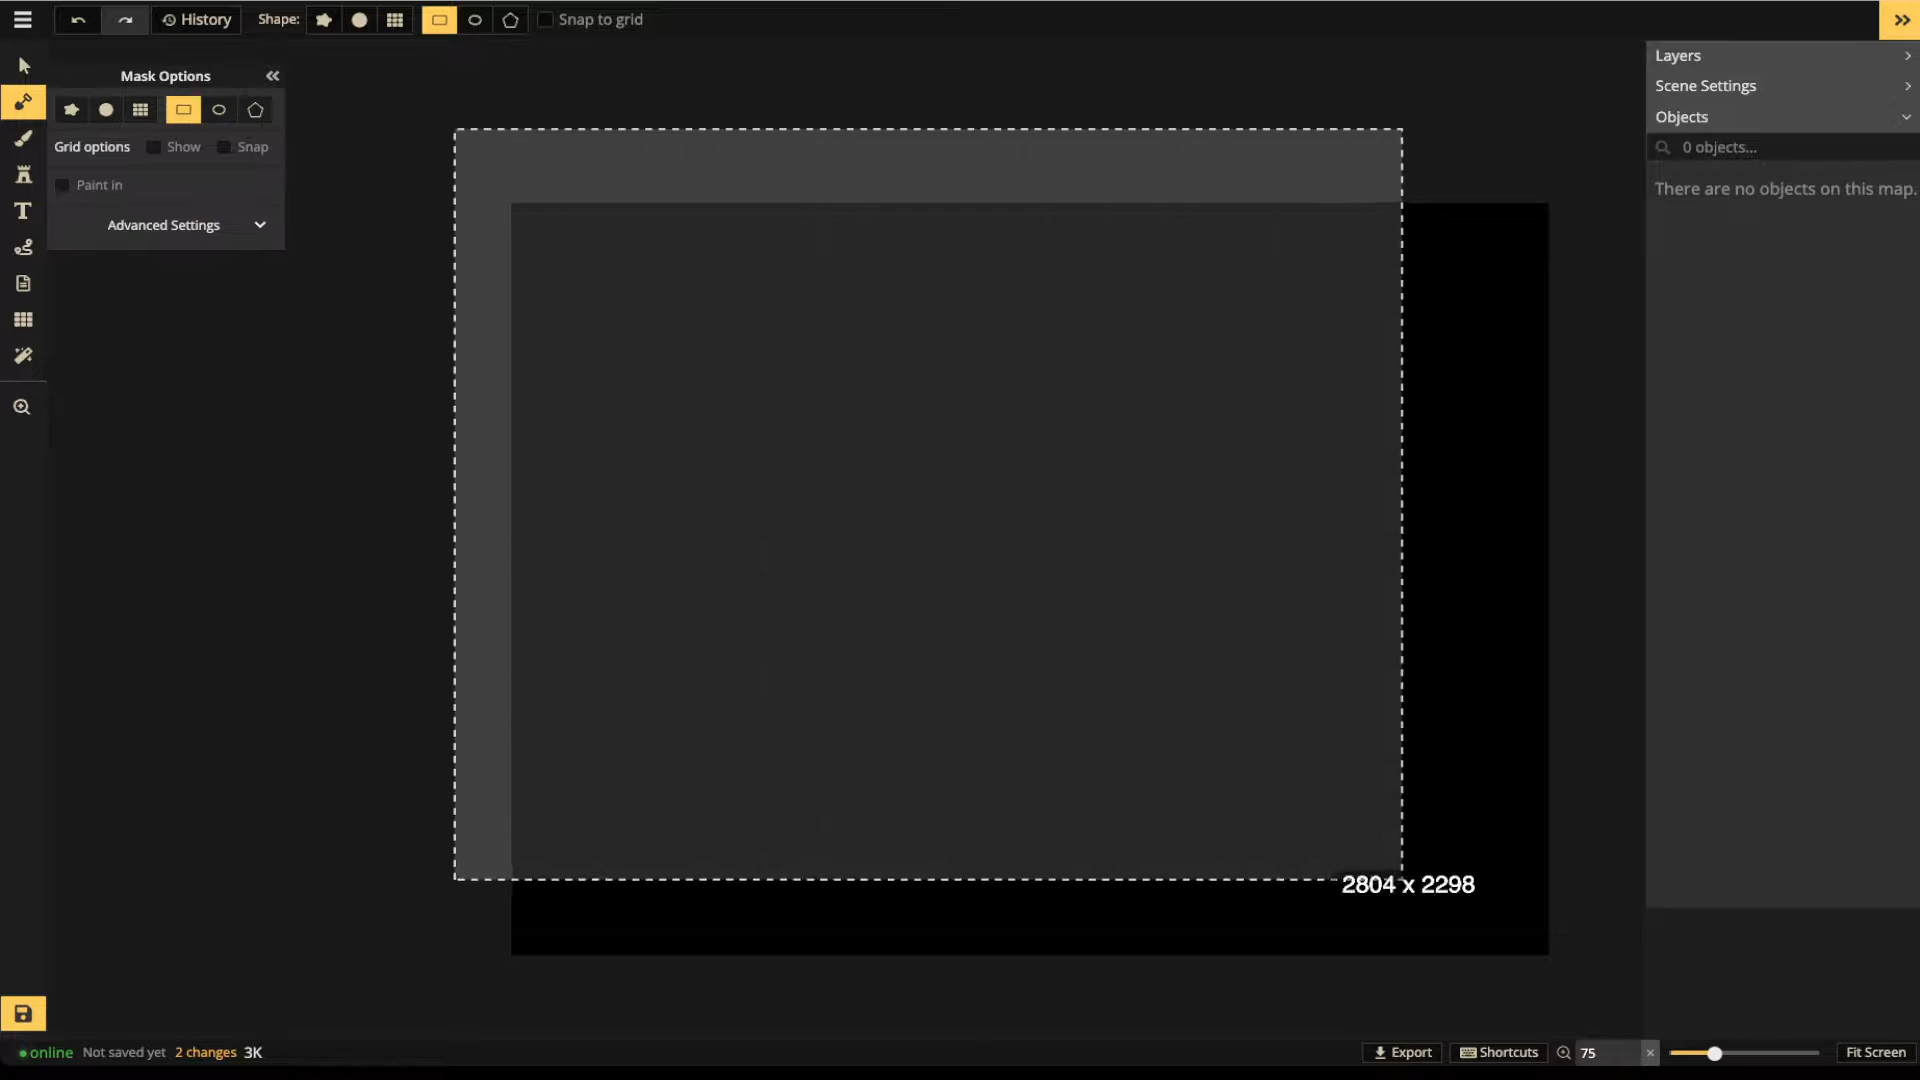 History Shape: Snap to grid
Mask Options
Grid options Show Snap
Paint in
Advanced Settings
Layers
Scene Settings
Objects
0 objects...
There are no objects on this map.
2804 x 2298
online Not saved yet 2 changes 3K
Export Shortcuts 75 Fit Screen